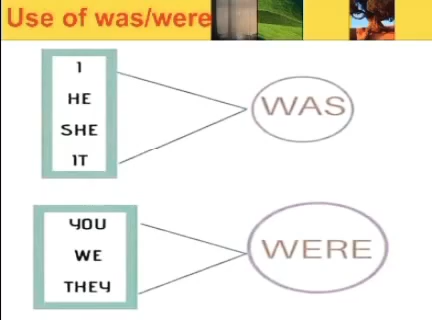 Use of was/were
I
HE
SHE
IT
WAS
YOU
WE
THEY
WERE